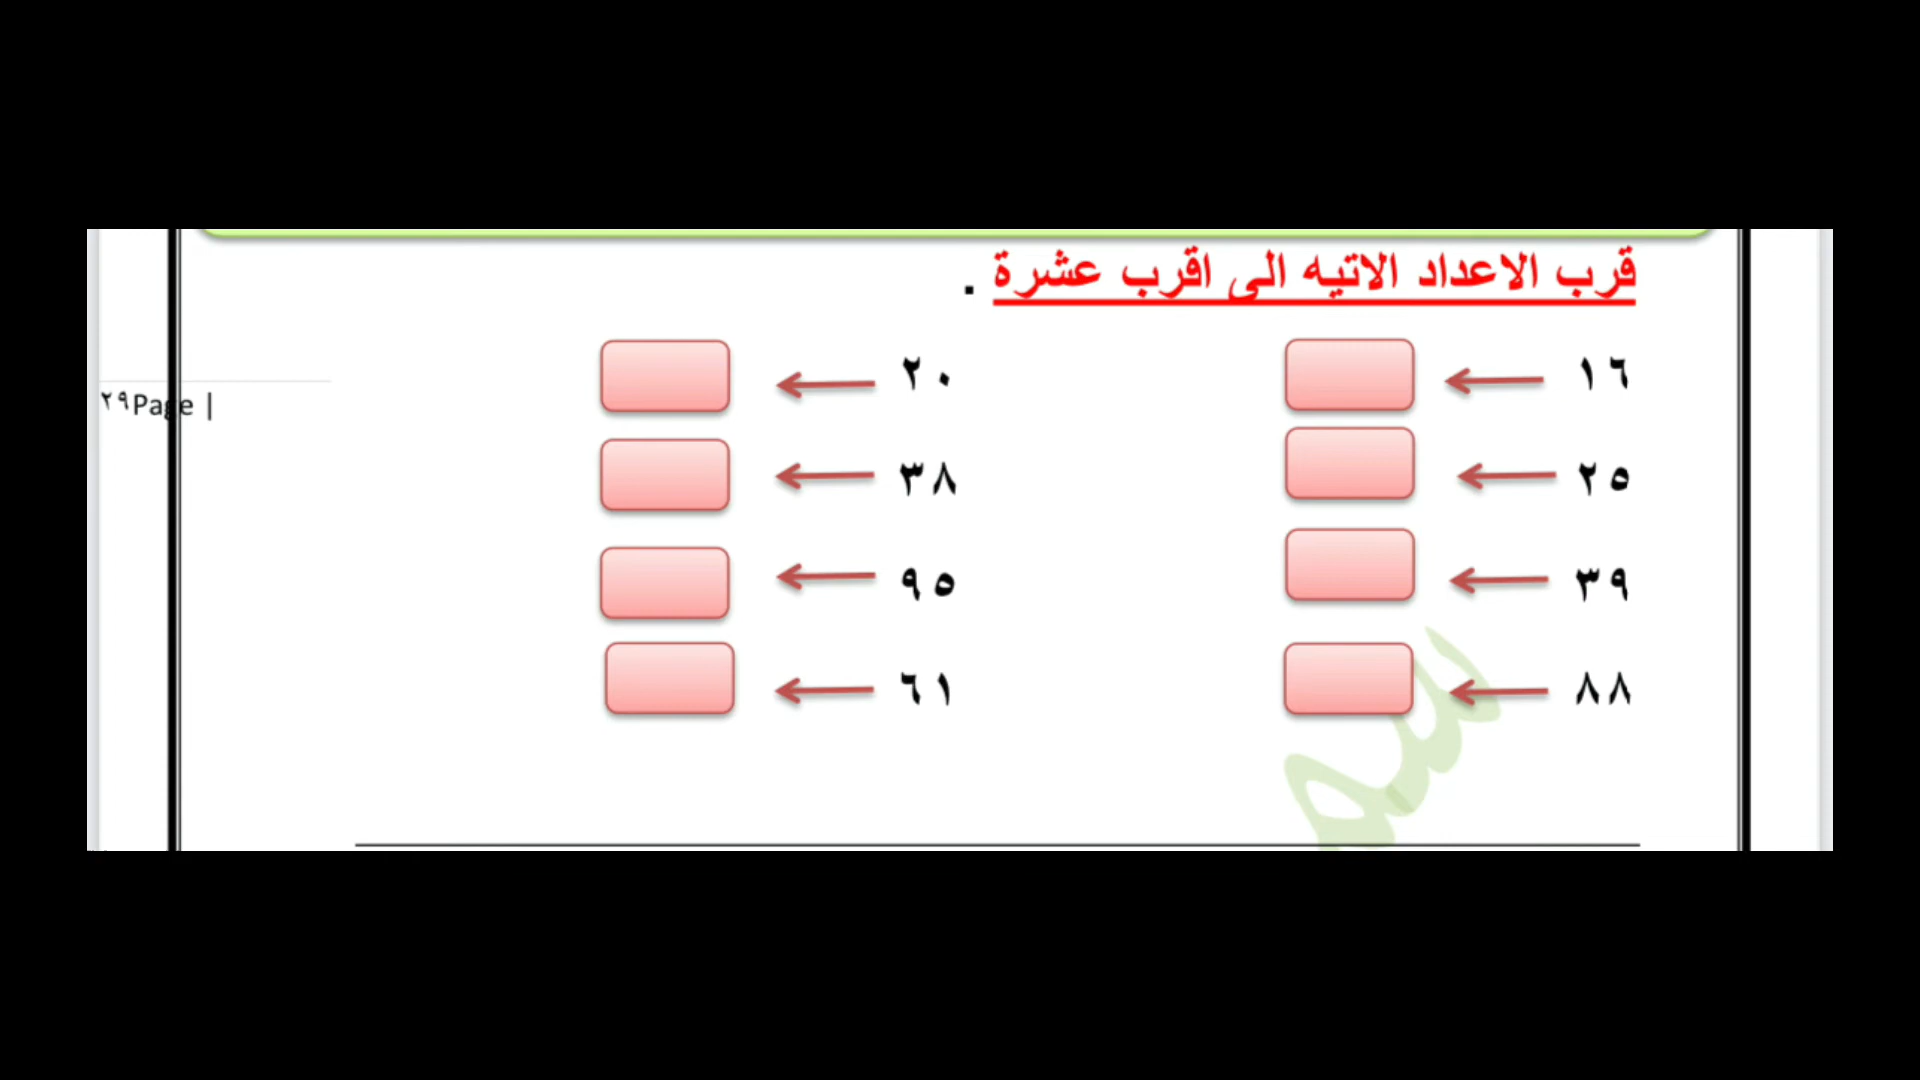 قرب الاعداد الاتيه الى اقرب عشرة .
١٦ ٢٠
٢٥ ٣٨
٣٩ ٩٥
٨٨ ٦١
٢٩Page |